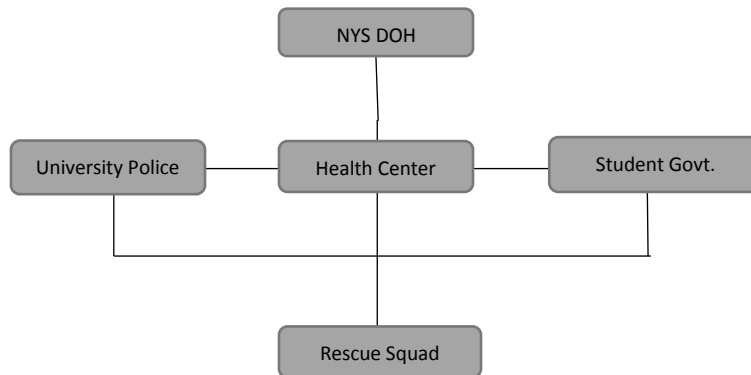 NYS DOH
University Police
Health Center
Student Govt.
Rescue Squad